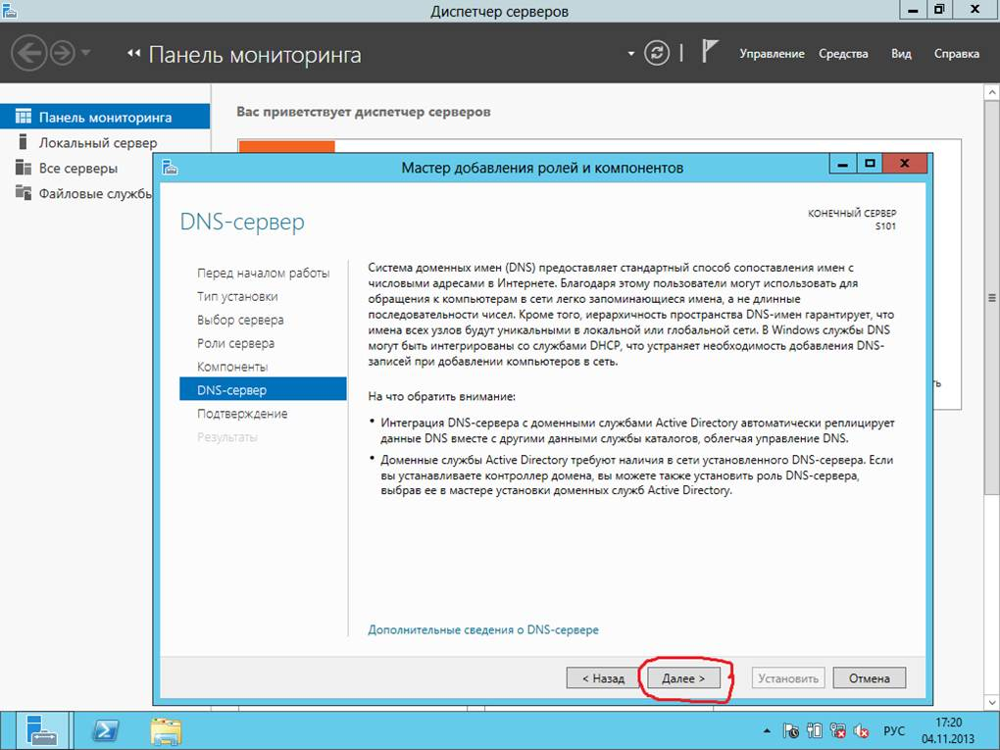 Диспетчер серверов
Панель мониторинга
Управление
Средства
Вид
Справка
Панель мониторинга
Локальный сервер
Все серверы
Файловые службы
Вас приветствует диспетчер серверов
Мастер добавления ролей и компонентов
DNS-сервер
КОНЕЧНЫЙ СЕРВЕР
S101
Перед началом работы
Тип установки
Выбор сервера
Роли сервера
Компоненты
DNS-сервер
Подтверждение
Результаты
Система доменных имен (DNS) предоставляет стандартный способ сопоставления имен с
числовыми адресами в Интернете. Благодаря этому пользователи могут использовать для
обращения к компьютерам в сети легко запоминающиеся имена, а не длинные
последовательности чисел. Кроме того, иерархичность пространства DNS-имен гарантирует, что
имена всех узлов будут уникальными в локальной или глобальной сети. В Windows службы DNS
могут быть интегрированы со службами DHCP, что устраняет необходимость добавления DNS-
записей при добавлении компьютеров в сеть.
На что обратить внимание:
• Интеграция DNS-сервера с доменными службами Active Directory автоматически реплицирует
данные DNS вместе с другими данными службы каталогов, облегчая управление DNS.
• Доменные службы Active Directory требуют наличия в сети установленного DNS-сервера. Если
вы устанавливаете контроллер домена, вы можете также установить роль DNS-сервера,
выбрав ее в мастере установки доменных служб Active Directory.
Дополнительные сведения о DNS-сервере
< Назад
Далее >
Установить
Отмена
РУС
17:20
04.11.2013